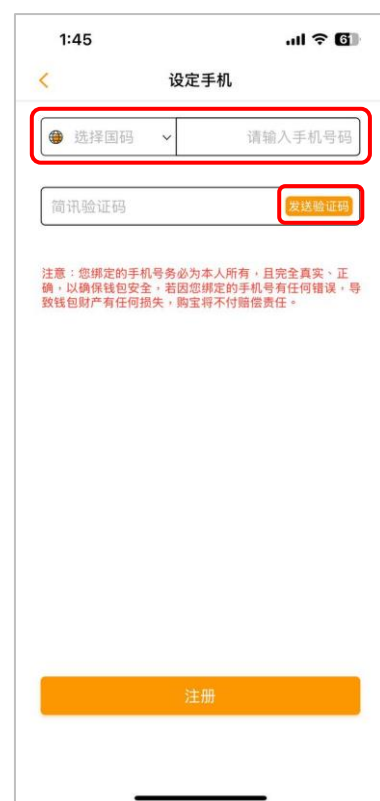 1:45
61
设定手机
选择国码
请输入手机号码
简讯验证码
发送验证码
注意：您绑定的手机号务必为本人所有，且完全真实、正
确，以确保钱包安全，若因您绑定的手机号有任何错误，导
致钱包财产有任何损失，购宝将不付赔偿责任。
注册